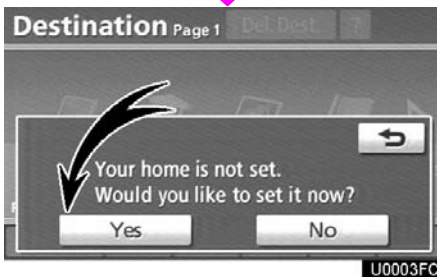 Destination Page 1 Del. Dest. ?
Your home is not set.
Would you like to set it now?
Yes No
U0003FC